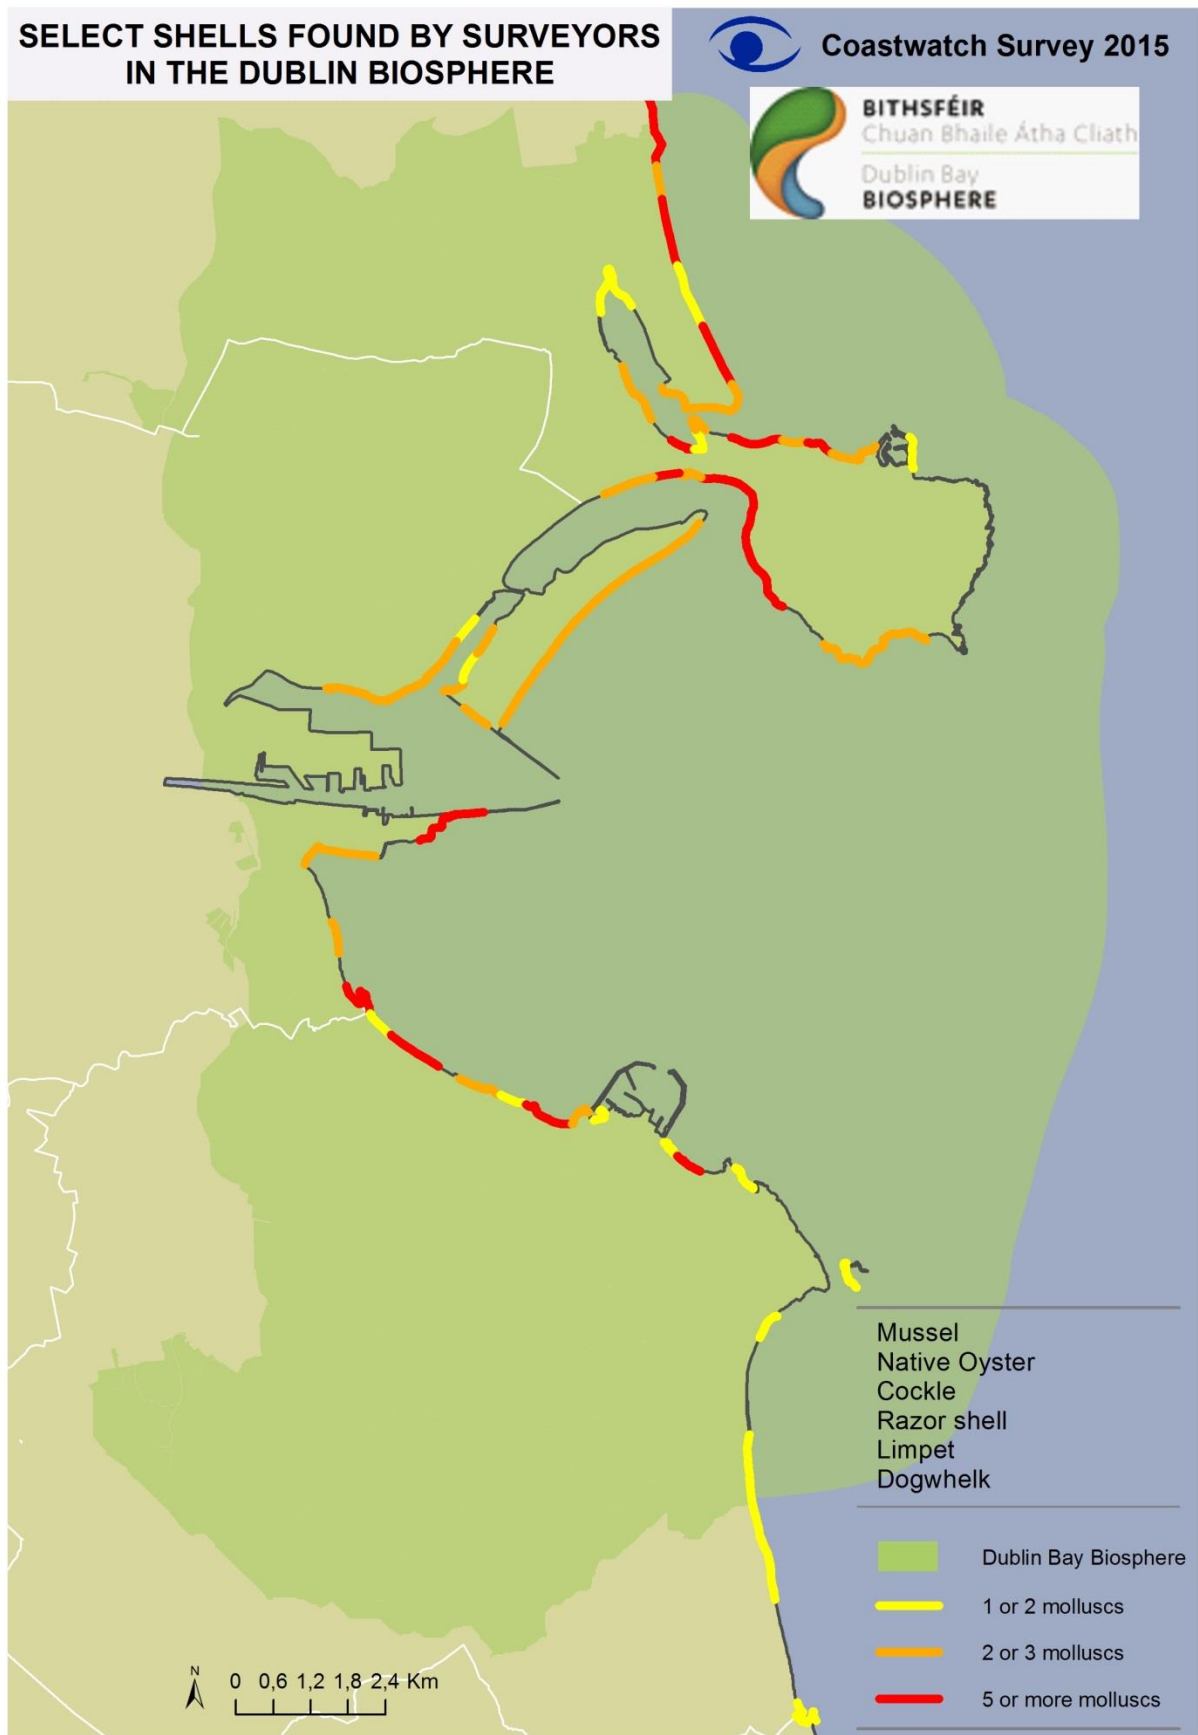 SELECT SHELLS FOUND BY SURVEYORS
IN THE DUBLIN BIOSPHERE
Coastwatch Survey 2015
BITHSFÉIR
Chuan Bhaile Átha Cliath
Dublin Bay
BIOSPHERE
Mussel
Native Oyster
Cockle
Razor shell
Limpet
Dogwhelk
Dublin Bay Biosphere
1 or 2 molluscs
2 or 3 molluscs
5 or more molluscs
N
0 0,6 1,2 1,8 2,4 Km